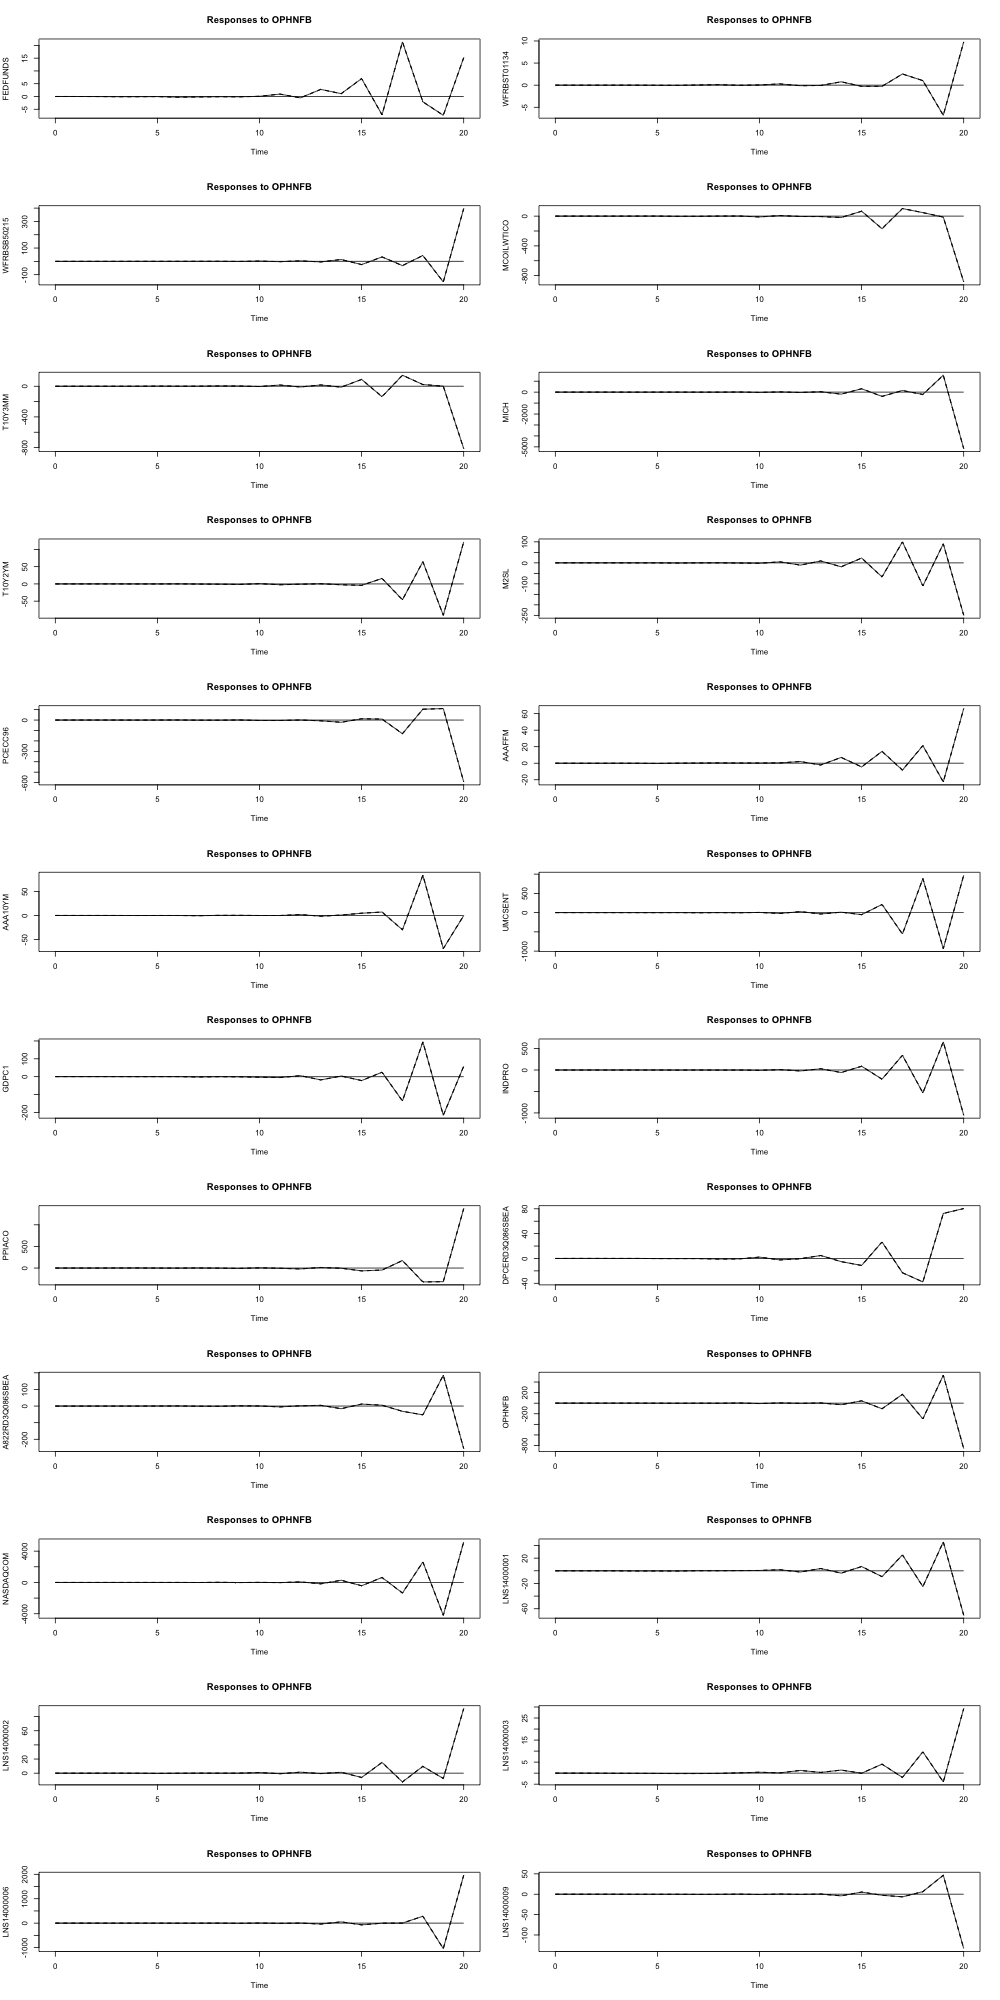 Responses to OPHNFB Responses to OPHNFB
FEDFUNDS -5 0 5 15 WFRBST01134 -5 0 5 10
0 5 10 15 20 0 5 10 15 20
Time Time
Responses to OPHNFB Responses to OPHNFB
WFRBSB50215 -100 100 300 MCOILWTICO -800 -400 0
0 5 10 15 20 0 5 10 15 20
Time Time
Responses to OPHNFB Responses to OPHNFB
T10Y3MM -800 -400 0 MICH -5000 -2000 0
0 5 10 15 20 0 5 10 15 20
Time Time
Responses to OPHNFB Responses to OPHNFB
T10Y2YM -50 0 50 M2SL -250 -100 0 100
0 5 10 15 20 0 5 10 15 20
Time Time
Responses to OPHNFB Responses to OPHNFB
PCECC96 -600 -300 0 AAAFFM -20 0 20 40 60
0 5 10 15 20 0 5 10 15 20
Time Time
Responses to OPHNFB Responses to OPHNFB
AAA10YM -50 0 50 UMCSENT -1000 0 500
0 5 10 15 20 0 5 10 15 20
Time Time
Responses to OPHNFB Responses to OPHNFB
GDPC1 -200 0 100 INDPRO -1000 0 500
0 5 10 15 20 0 5 10 15 20
Time Time
Responses to OPHNFB Responses to OPHNFB
PPIACO 0 500 DPCERD3Q086SBEA -40 0 40 80
0 5 10 15 20 0 5 10 15 20
Time Time
Responses to OPHNFB Responses to OPHNFB
A822RD3Q086SBEA -200 0 100 OPHNFB -800 -200 200
0 5 10 15 20 0 5 10 15 20
Time Time
Responses to OPHNFB Responses to OPHNFB
NASDAQCOM -4000 0 4000 LNS14000001 -60 -20 20
0 5 10 15 20 0 5 10 15 20
Time Time
Responses to OPHNFB Responses to OPHNFB
LNS14000002 0 20 60 LNS14000003 -5 5 15 25
0 5 10 15 20 0 5 10 15 20
Time Time
Responses to OPHNFB Responses to OPHNFB
LNS14000006 -1000 0 1000 2000 LNS14000009 -100 -50 0 50
0 5 10 15 20 0 5 10 15 20
Time Time